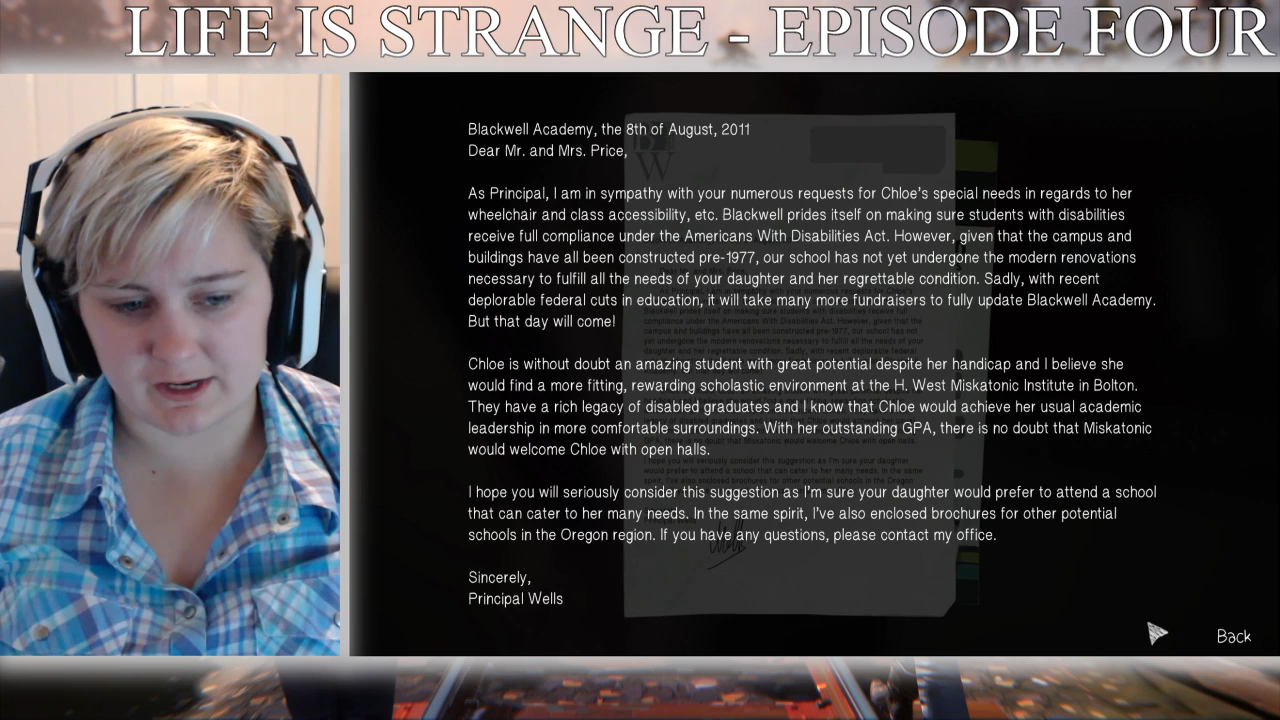 LIFE IS STRANGE - EPISODE FOUR
Blackwell Academy, the 8th of August, 2011
Dear Mr. and Mrs. Price,
As Principal, I am in sympathy with your numerous requests for Chloe's special needs in regards to her
wheelchair and class accessibility, etc. Blackwell prides itself on making sure students with disabilities
receive full compliance under the Americans With Disabilities Act. However, given that the campus and
buildings have all been constructed pre-1977, our school has not yet undergone the modern renovations
necessary to fulfill all the needs of your daughter and her regrettable condition. Sadly, with recent
deplorable federal cuts in education, it will take many more fundraisers to fully update Blackwell Academy.
But that day will come!
Chloe is without doubt an amazing student with great potential despite her handicap and I believe she
would find a more fitting, rewarding scholastic environment at the H. West Miskatonic Institute in Bolton.
They have a rich legacy of disabled graduates and I know that Chloe would achieve her usual academic
leadership in more comfortable surroundings. With her outstanding GPA, there is no doubt that Miskatonic
would welcome Chloe with open halls.
I hope you will seriously consider this suggestion as I'm sure your daughter would prefer to attend a school
that can cater to her many needs. In the same spirit, I've also enclosed brochures for other potential
schools in the Oregon region. If you have any questions, please contact my office.
Sincerely,
Principal Wells
Back